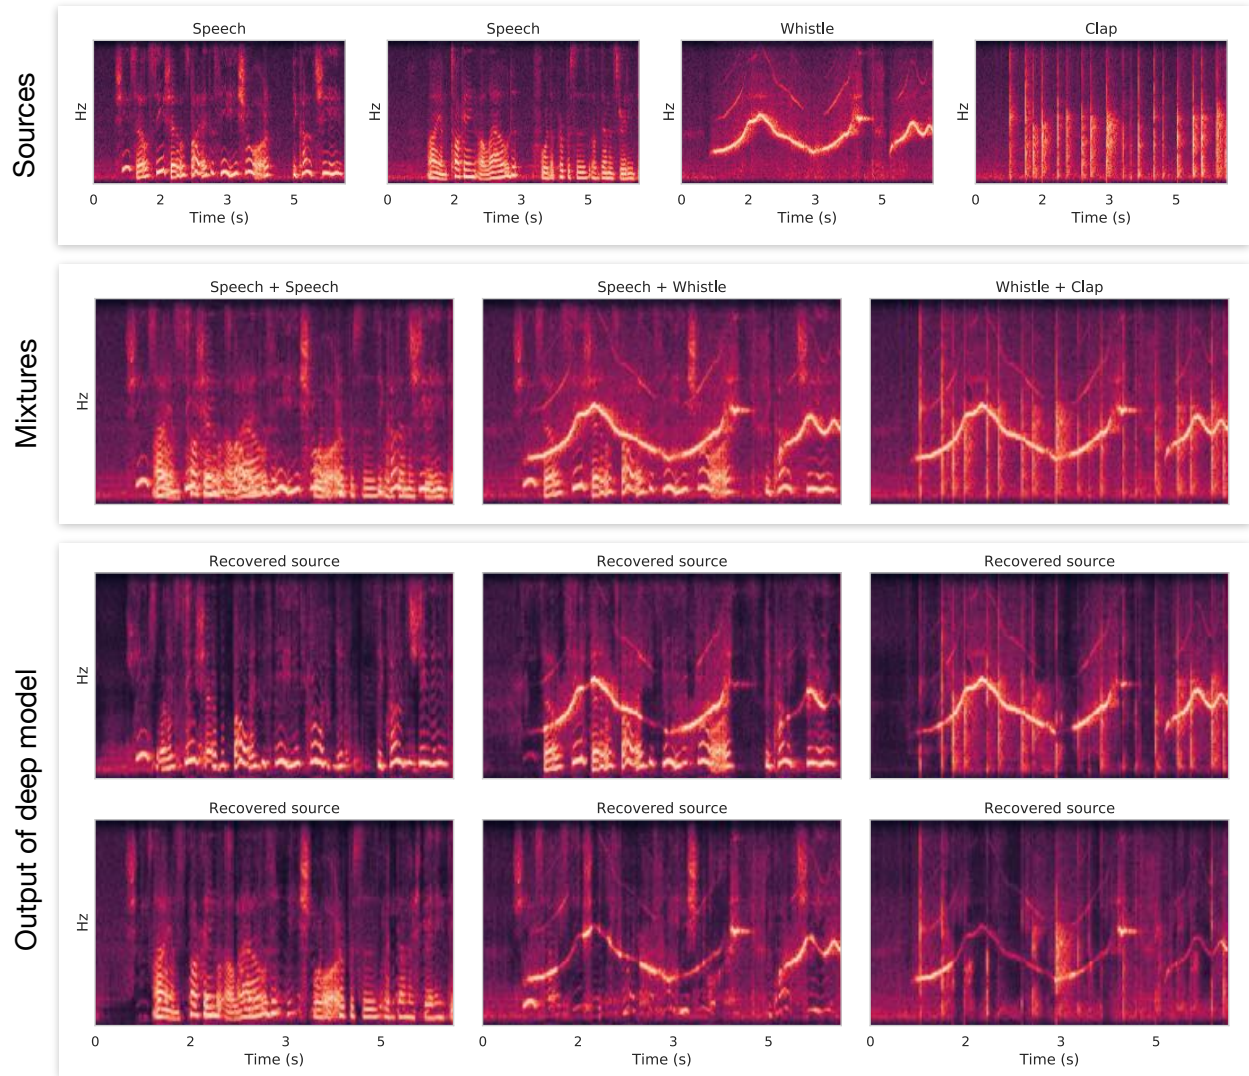 Sources
Speech
Speech
Whistle
Clap
Hz
Hz
Hz
Hz
0 2 3 5
0 2 3 5
0 2 3 5
0 2 3 5
Time (s)
Time (s)
Time (s)
Time (s)
Mixtures
Speech + Speech
Speech + Whistle
Whistle + Clap
Hz
Output of deep model
Recovered source
Recovered source
Recovered source
Hz
Recovered source
Recovered source
Recovered source
Hz
0 2 3 5
0 2 3 5
0 2 3 5
Time (s)
Time (s)
Time (s)